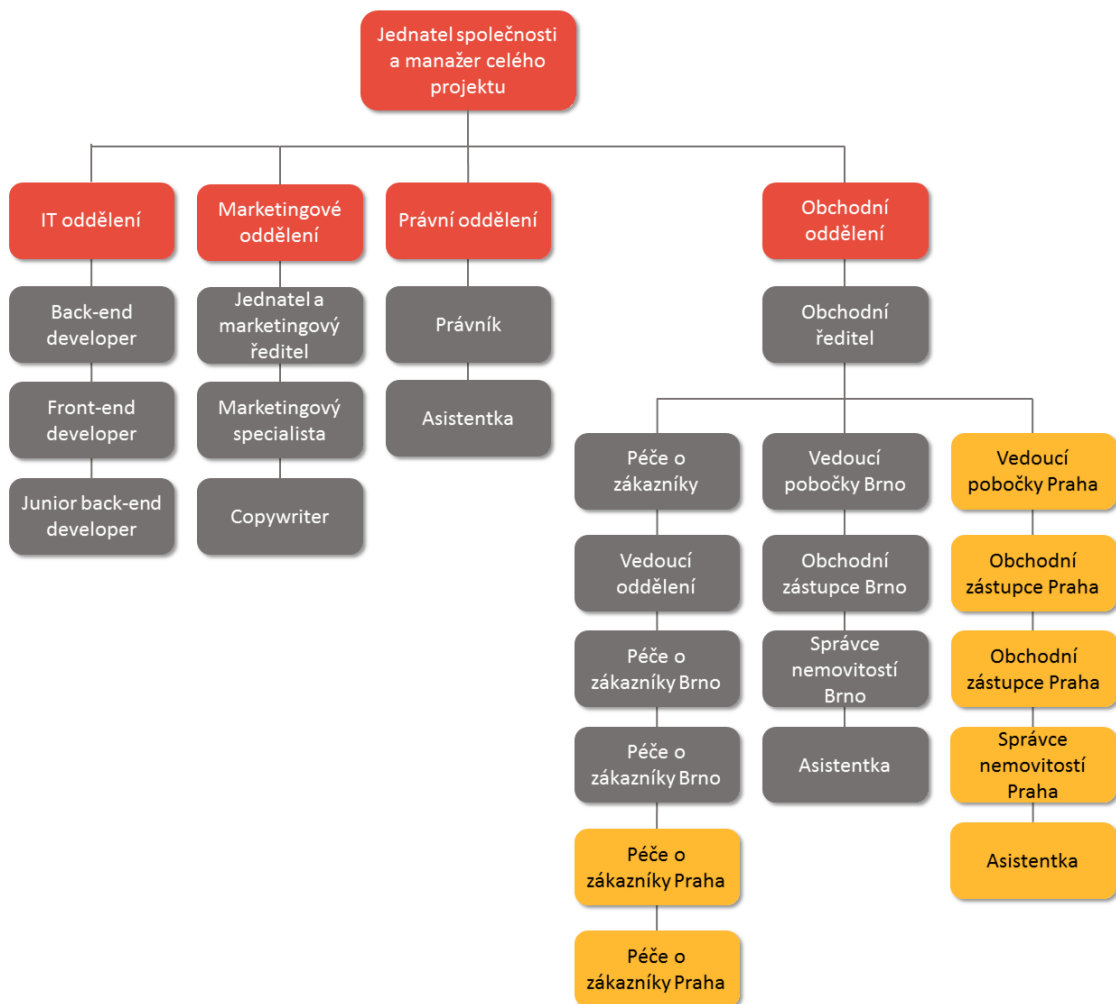 Jednatel společnosti
a manažer celého
projektu
IT oddělení
Marketingové
oddělení
Právní oddělení
Obchodní
oddělení
Back-end
developer
Jednatel a
marketingový
ředitel
Právník
Obchodní
ředitel
Front-end
developer
Marketingový
specialista
Asistentka
Junior back-end
developer
Copywriter
Péče o
zákazníky
Vedoucí
pobočky Brno
Vedoucí
pobočky Praha
Vedoucí
oddělení
Obchodní
zástupce Brno
Obchodní
zástupce Praha
Péče o
zákazníky Brno
Správce
nemovitostí
Brno
Obchodní
zástupce Praha
Péče o
zákazníky Brno
Asistentka
Správce
nemovitostí
Praha
Péče o
zákazníky Praha
Asistentka
Péče o
zákazníky Praha